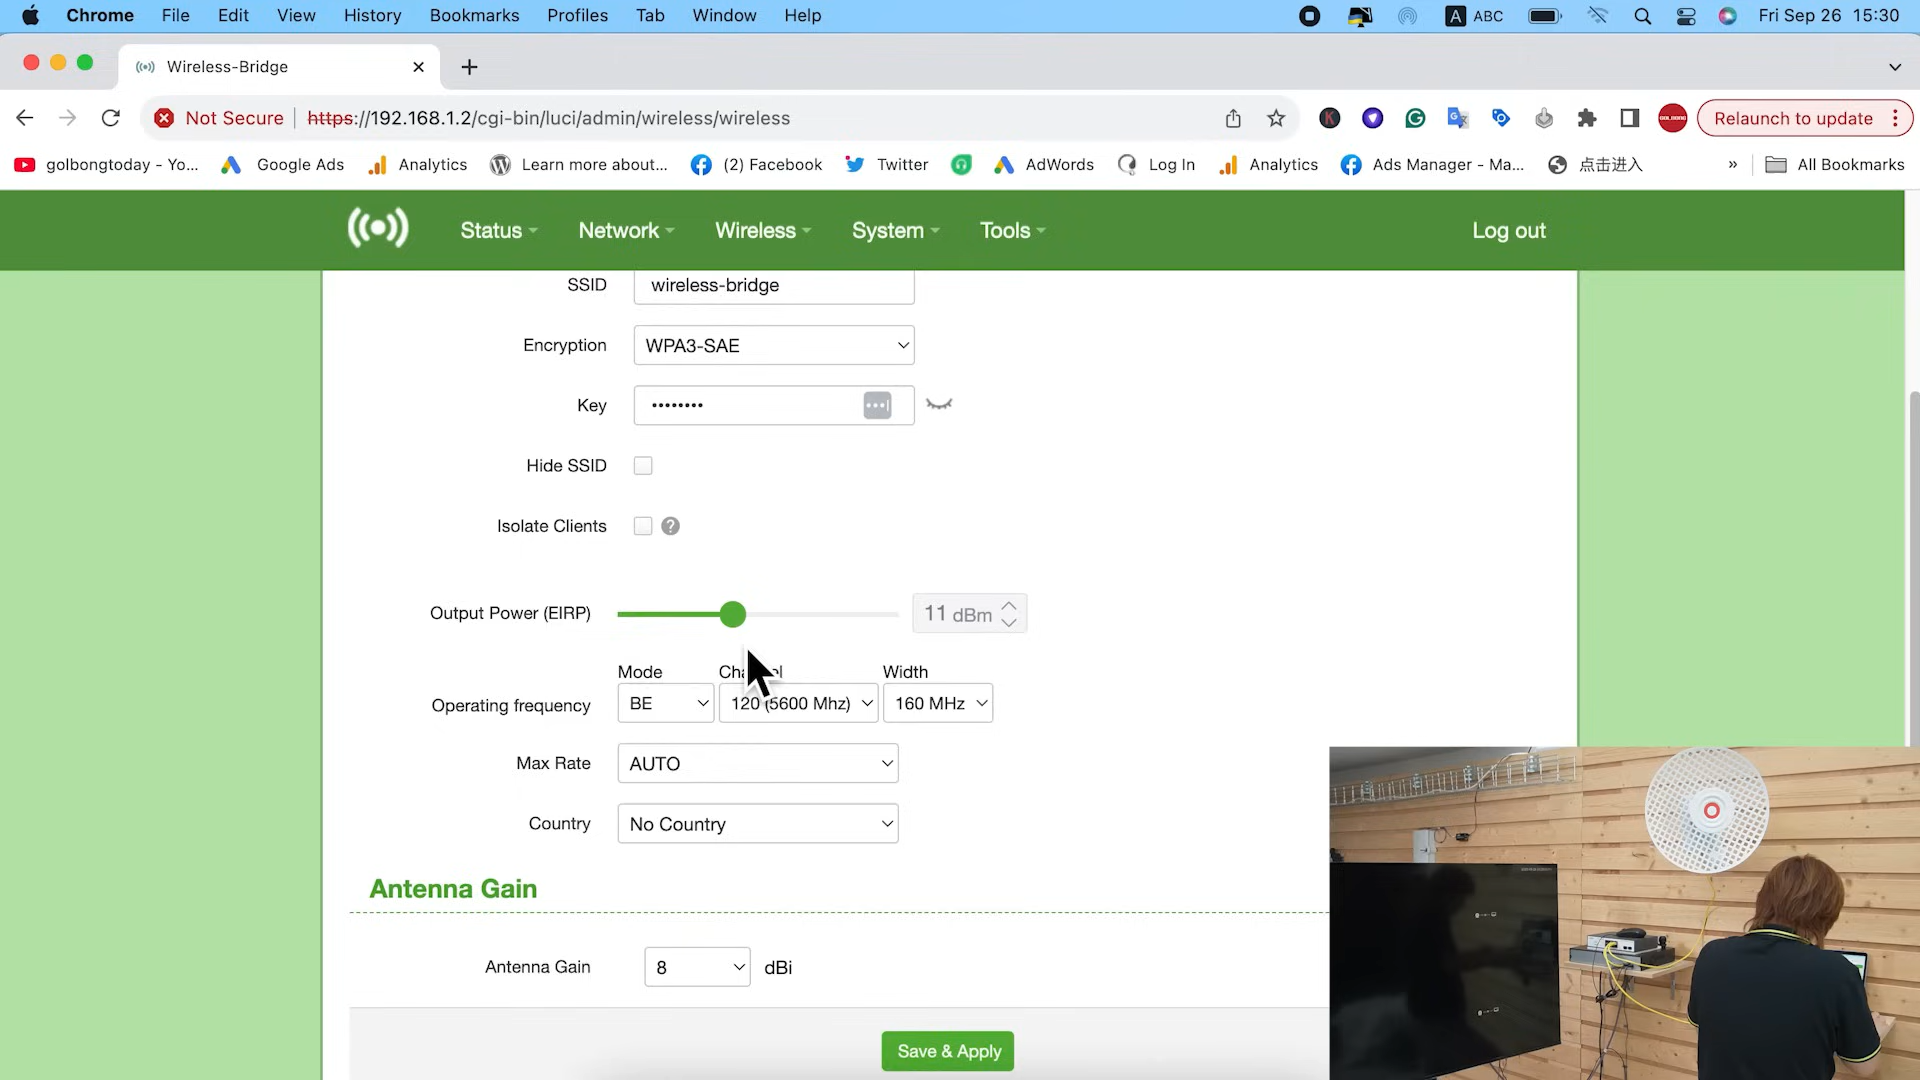 Chrome File Edit View History Bookmarks Profiles Tab Window Help A ABC Fri Sep 26 15:30
Wireless-Bridge
Not Secure https://192.168.1.2/cgi-bin/luci/admin/wireless/wireless Relaunch to update
golbongtoday - Yo... Google Ads Analytics Learn more about... (2) Facebook Twitter AdWords Log In Analytics Ads Manager - Ma... 点击进入 » All Bookmarks
Status Network Wireless System Tools Log out
SSID wireless-bridge
Encryption WPA3-SAE
Key ••••••••
Hide SSID
Isolate Clients ?
Output Power (EIRP) 11 dBm
Mode Width
Operating frequency BE 120 (5600 Mhz) 160 MHz
Max Rate AUTO
Country No Country
Antenna Gain
Antenna Gain 8 dBi
Save & Apply